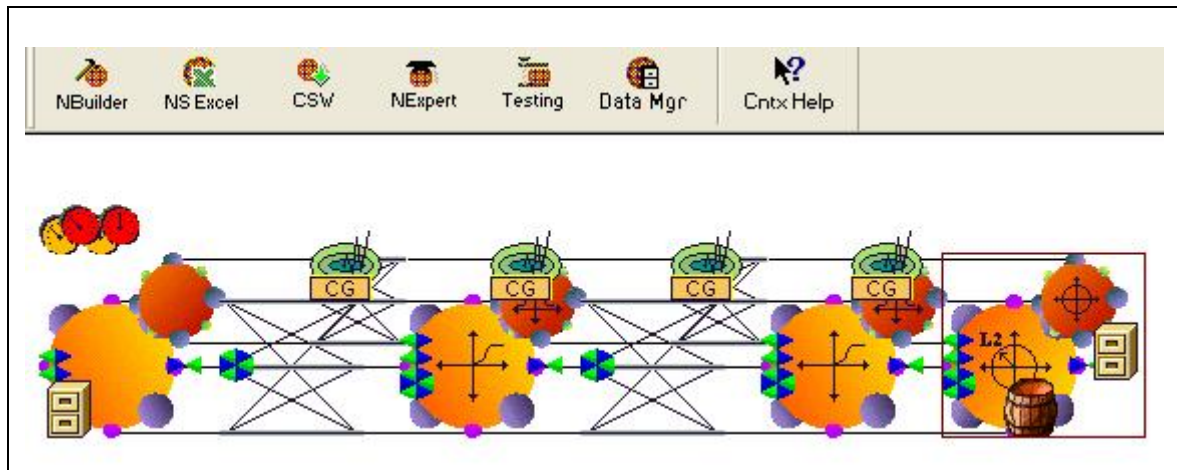 NBuilder NS Excel CSW NExpert Testing Data Mgr Cntx Help
CG CG CG CG
L2